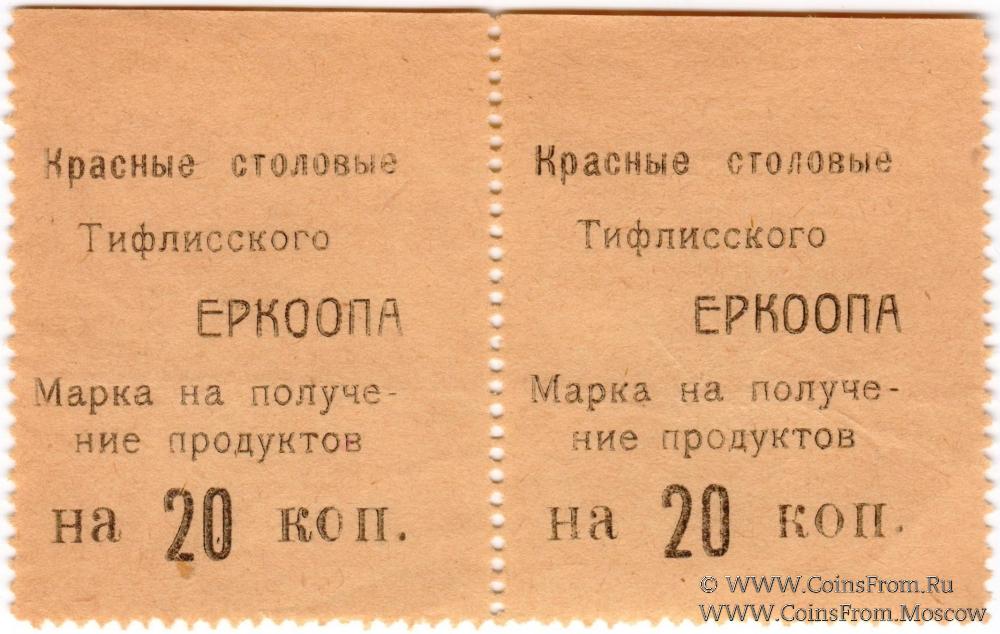 Красные столовые
Тифлисского
ЕРКООПА
Марка на получе-
ние продуктов
на 20 коп.
Красные столовые
Тифлисского
ЕРКООПА
Марка на получе-
ние продуктов
на 20 коп.
© WWW.CoinsFrom.Ru
WWW.CoinsFrom.Moscow